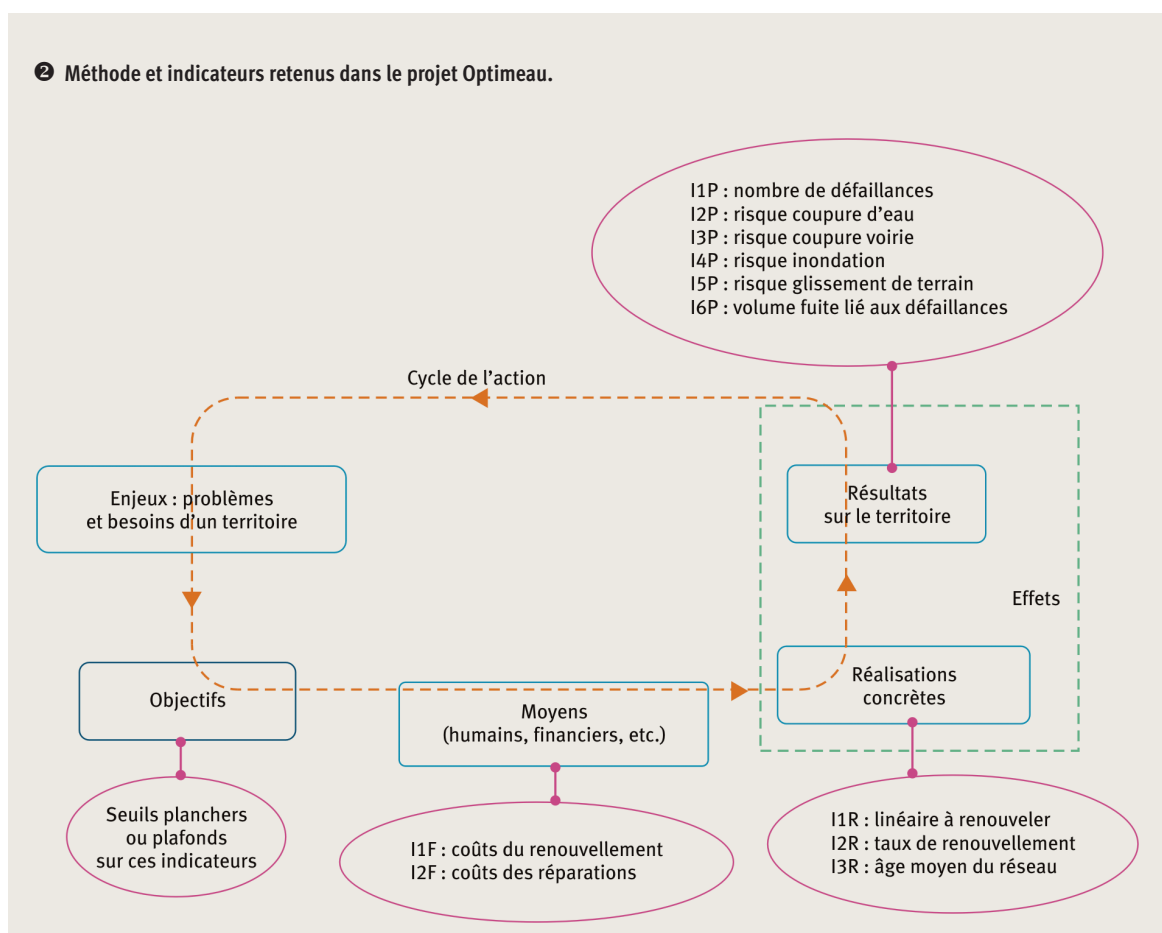 ❷ Méthode et indicateurs retenus dans le projet Optimeau.
I1P : nombre de défaillances
I2P : risque coupure d'eau
I3P : risque coupure voirie
I4P : risque inondation
I5P : risque glissement de terrain
I6P : volume fuite lié aux défaillances
Cycle de l'action
Enjeux : problèmes
et besoins d'un territoire
Résultats
sur le territoire
Effets
Objectifs
Moyens
(humains, financiers, etc.)
Réalisations
concrètes
Seuils planchers
ou plafonds
sur ces indicateurs
I1F : coûts du renouvellement
I2F : coûts des réparations
I1R : linéaire à renouveler
I2R : taux de renouvellement
I3R : âge moyen du réseau